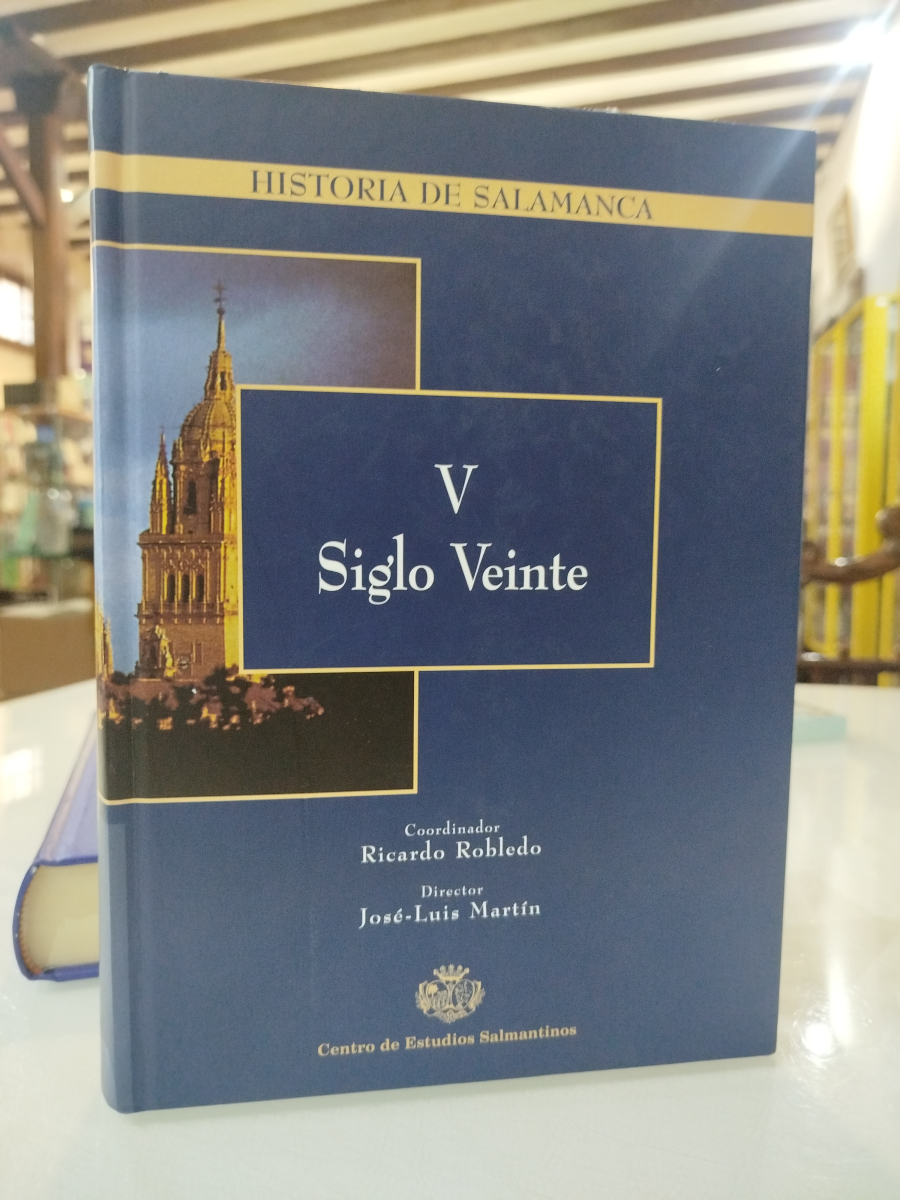 HISTORIA DE SALAMANCA
V
Siglo Veinte
Coordinador
Ricardo Robledo
Director
José-Luis Martín
Centro de Estudios Salmantinos